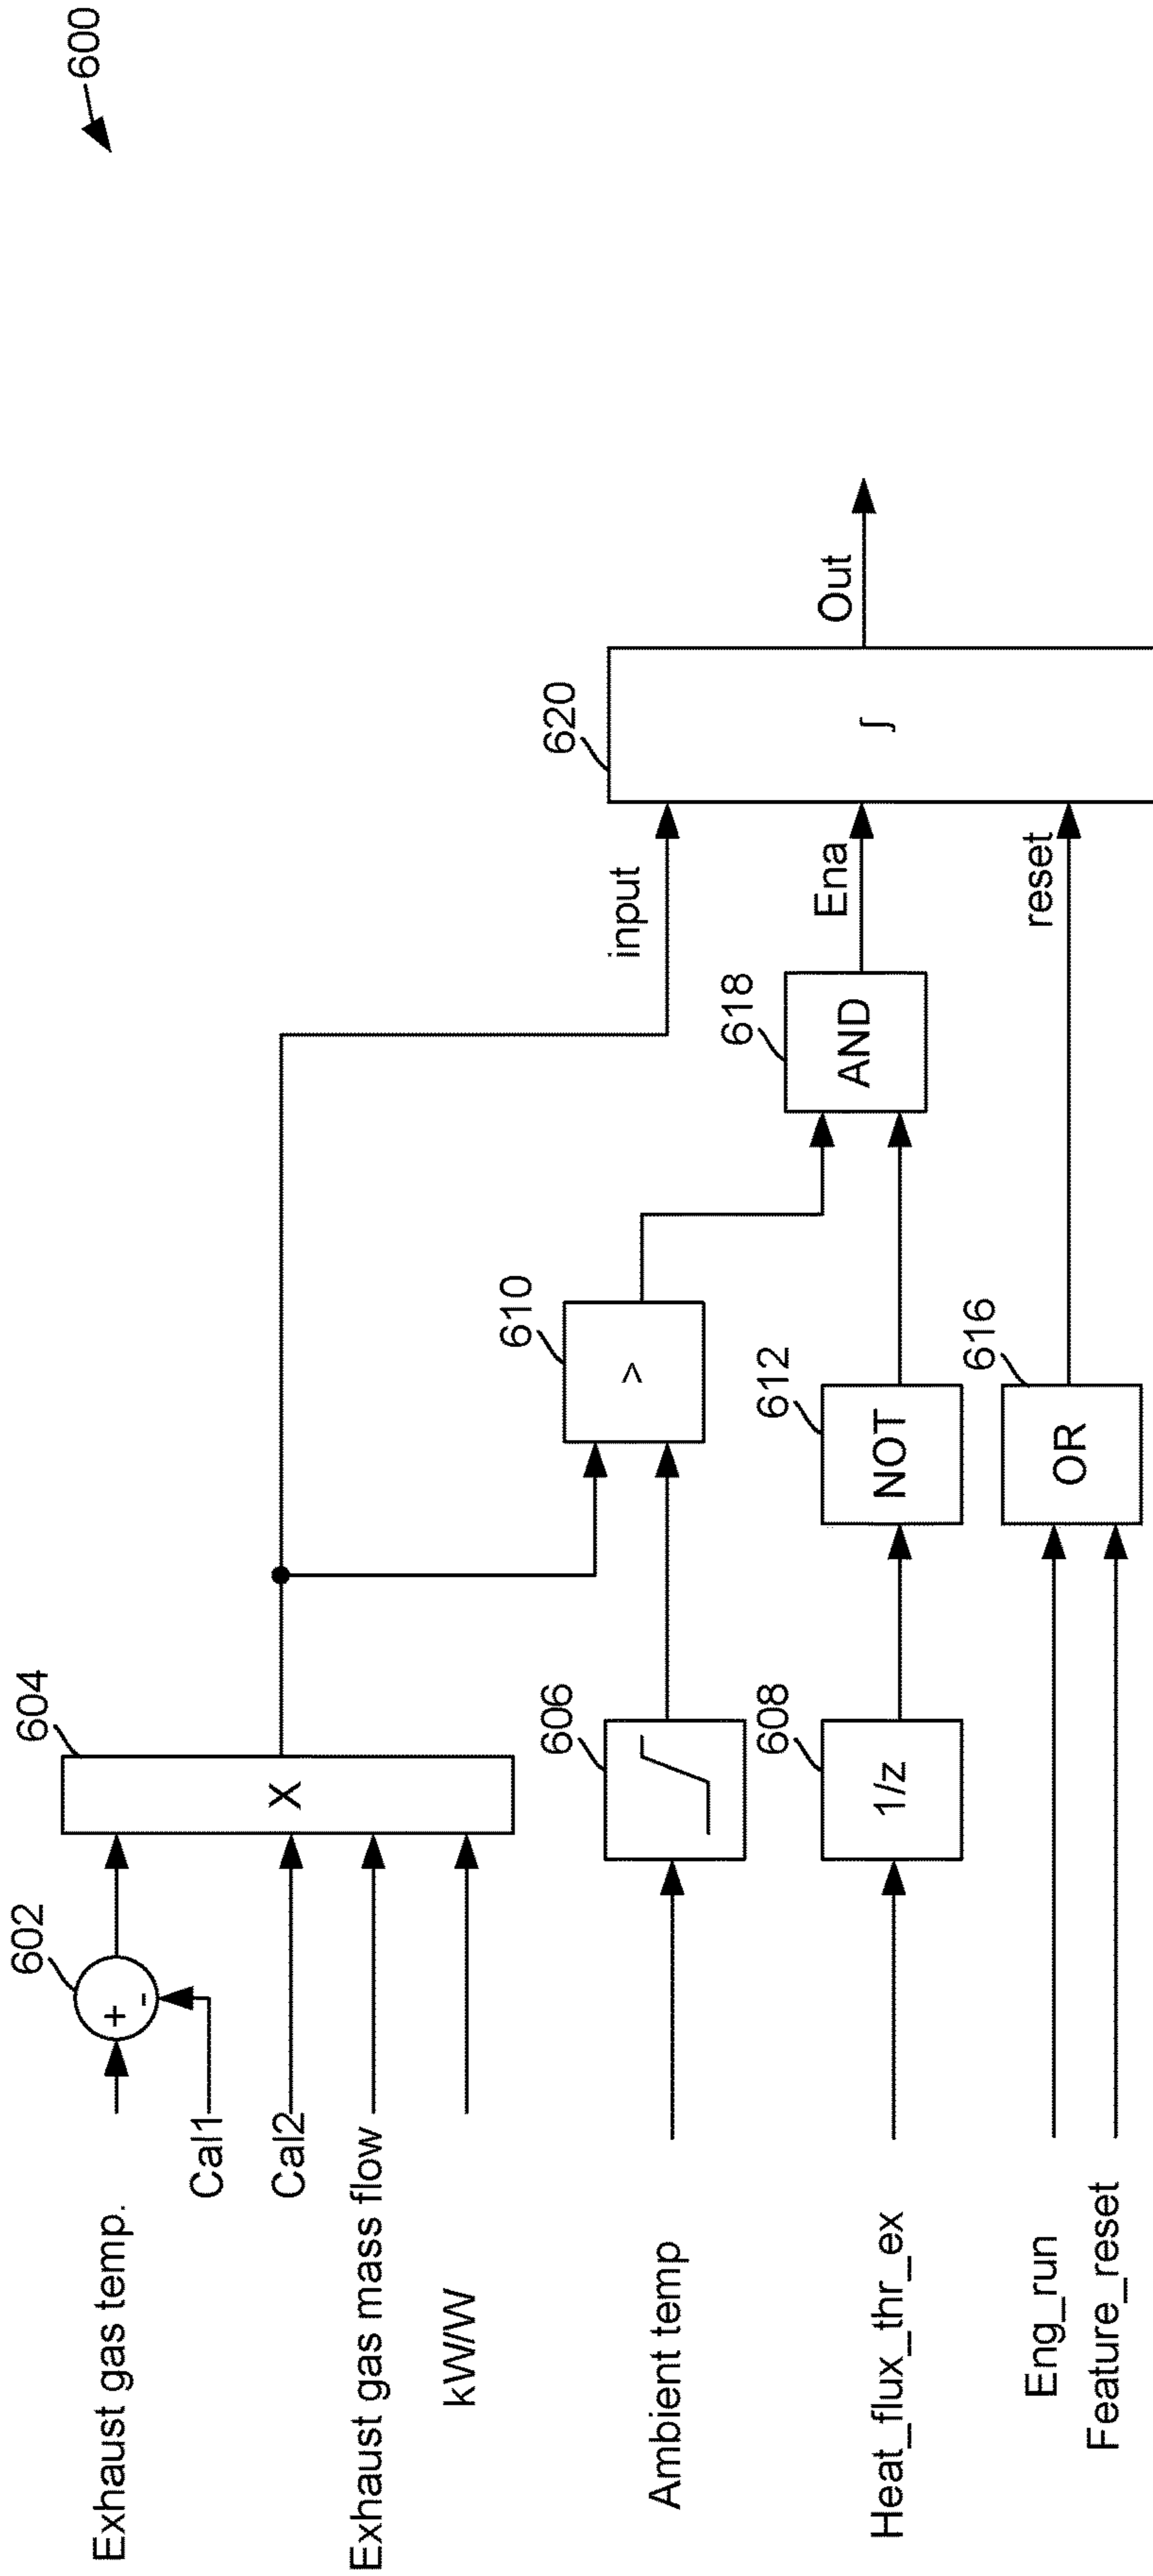 600
604
602
+
-
X
Exhaust gas temp.
Cal1
Cal2
Exhaust gas mass flow
kW/W
input
620
∫
Out
610
>
606
Ambient temp
618
AND
Ena
612
NOT
608
1/z
Heat_flux_thr_ex
616
OR
reset
Eng_run
Feature_reset